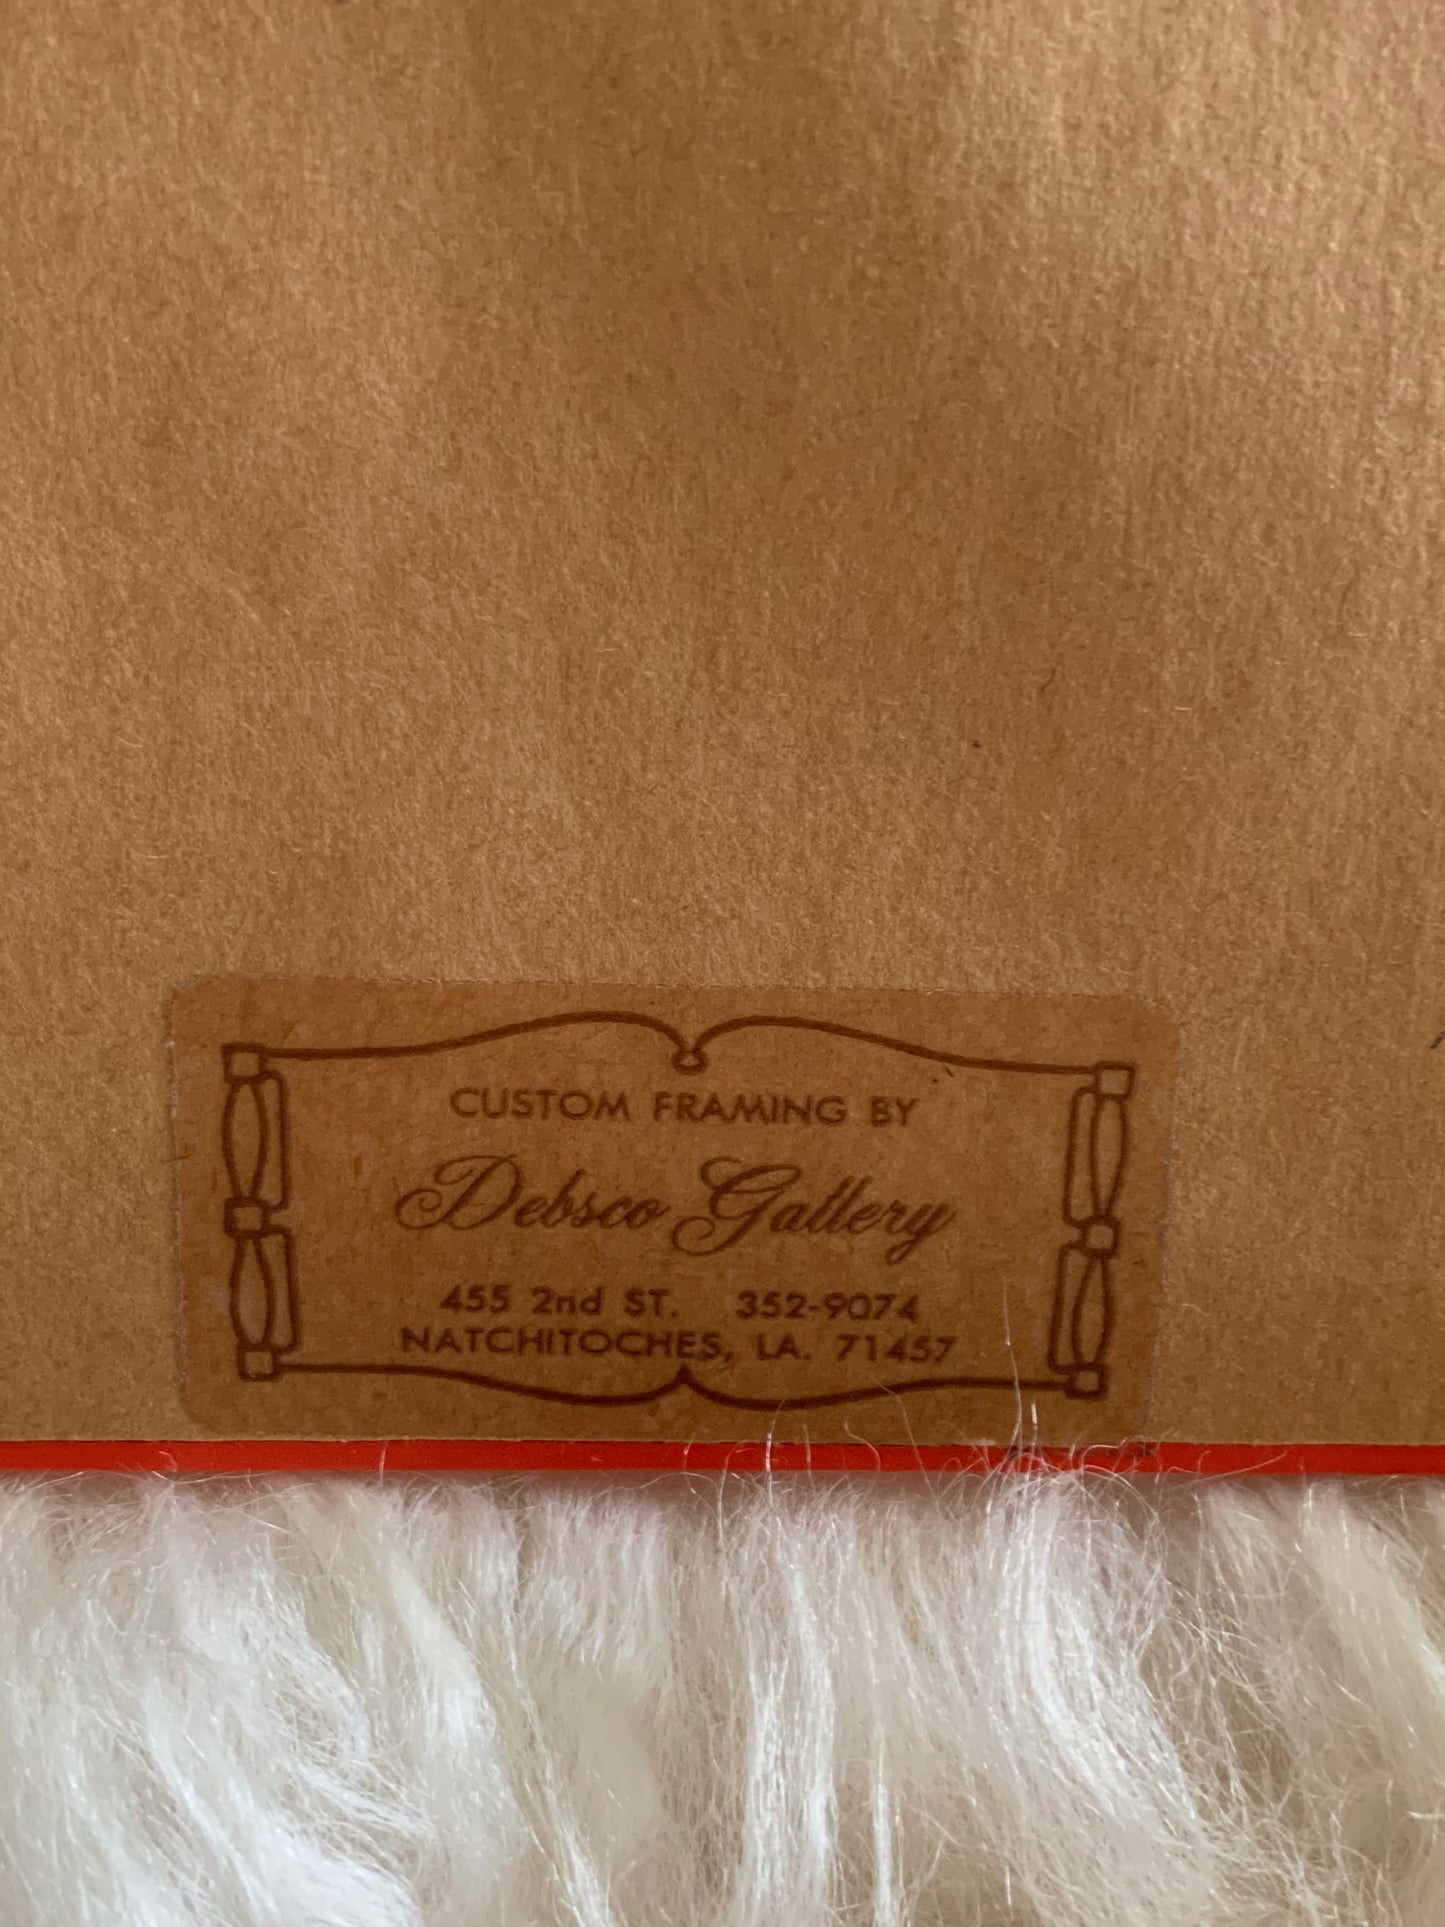 CUSTOM FRAMING BY
Debsco Gallery
455 2nd ST. 352-9074
NATCHITOCHES, LA. 71457